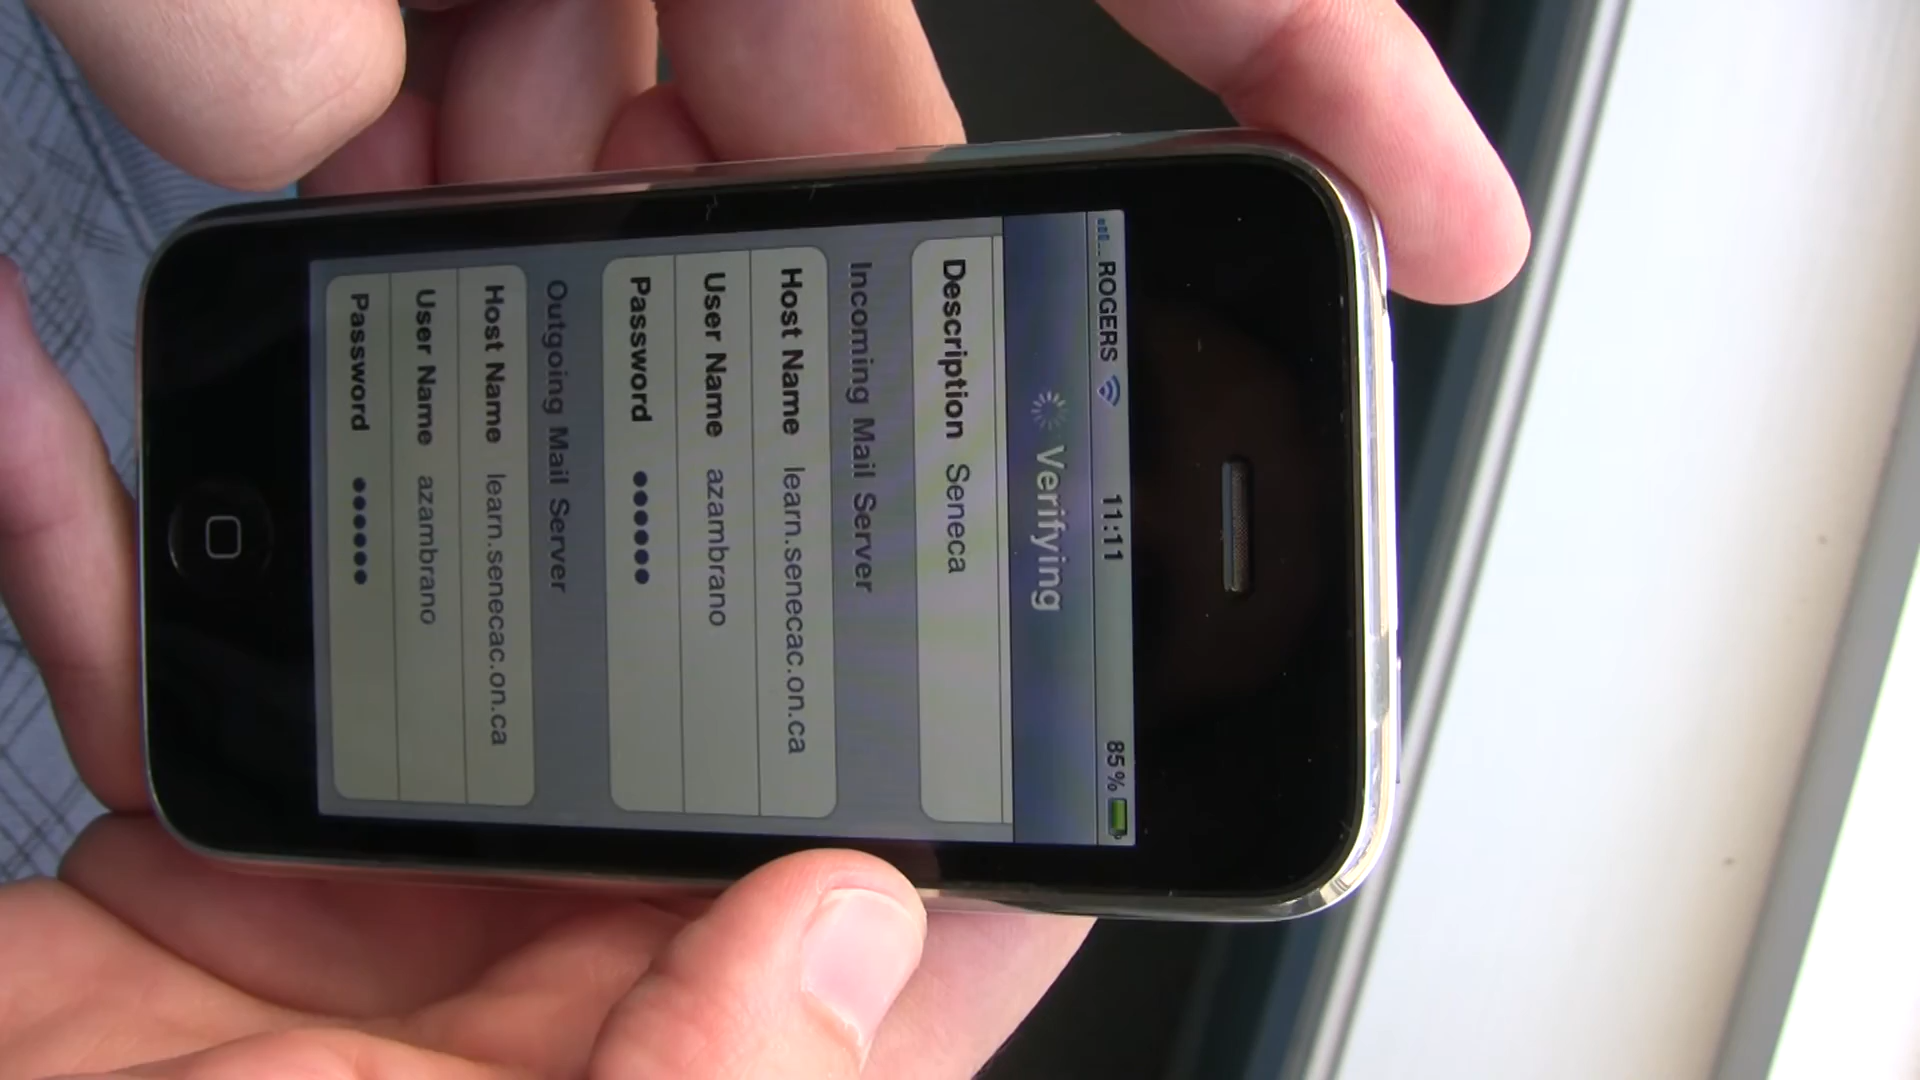 ROGERS 11:11 85%
Verifying
Description Seneca
Incoming Mail Server
Host Name learn.senecac.on.ca
User Name azambrano
Password ••••••
Outgoing Mail Server
Host Name learn.senecac.on.ca
User Name azambrano
Password ••••••